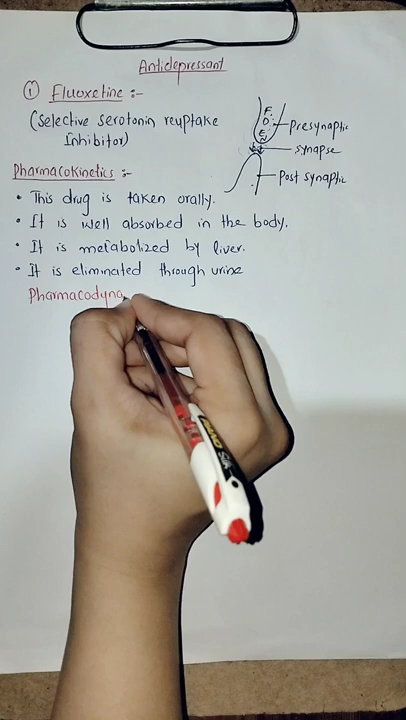 Antidepressant
① Fluoxetine :-
(Selective serotonin reuptake
Inhibitor)
Presynaptic
synapse
Post synaptic
Pharmacokinetics :-
• This drug is taken orally.
• It is well absorbed in the body.
• It is metabolized by liver.
• It is eliminated through urine
Pharmacodyna